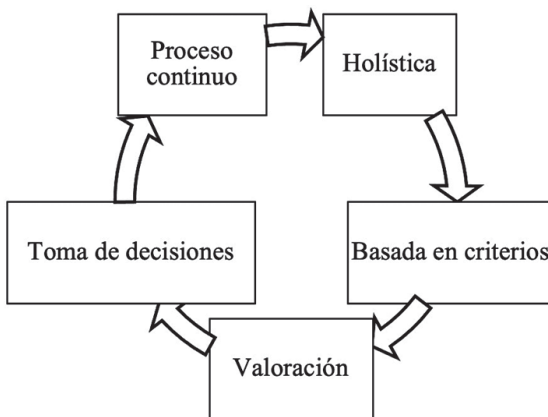 Proceso
continuo
Holística
Basada en criterios
Valoración
Toma de decisiones